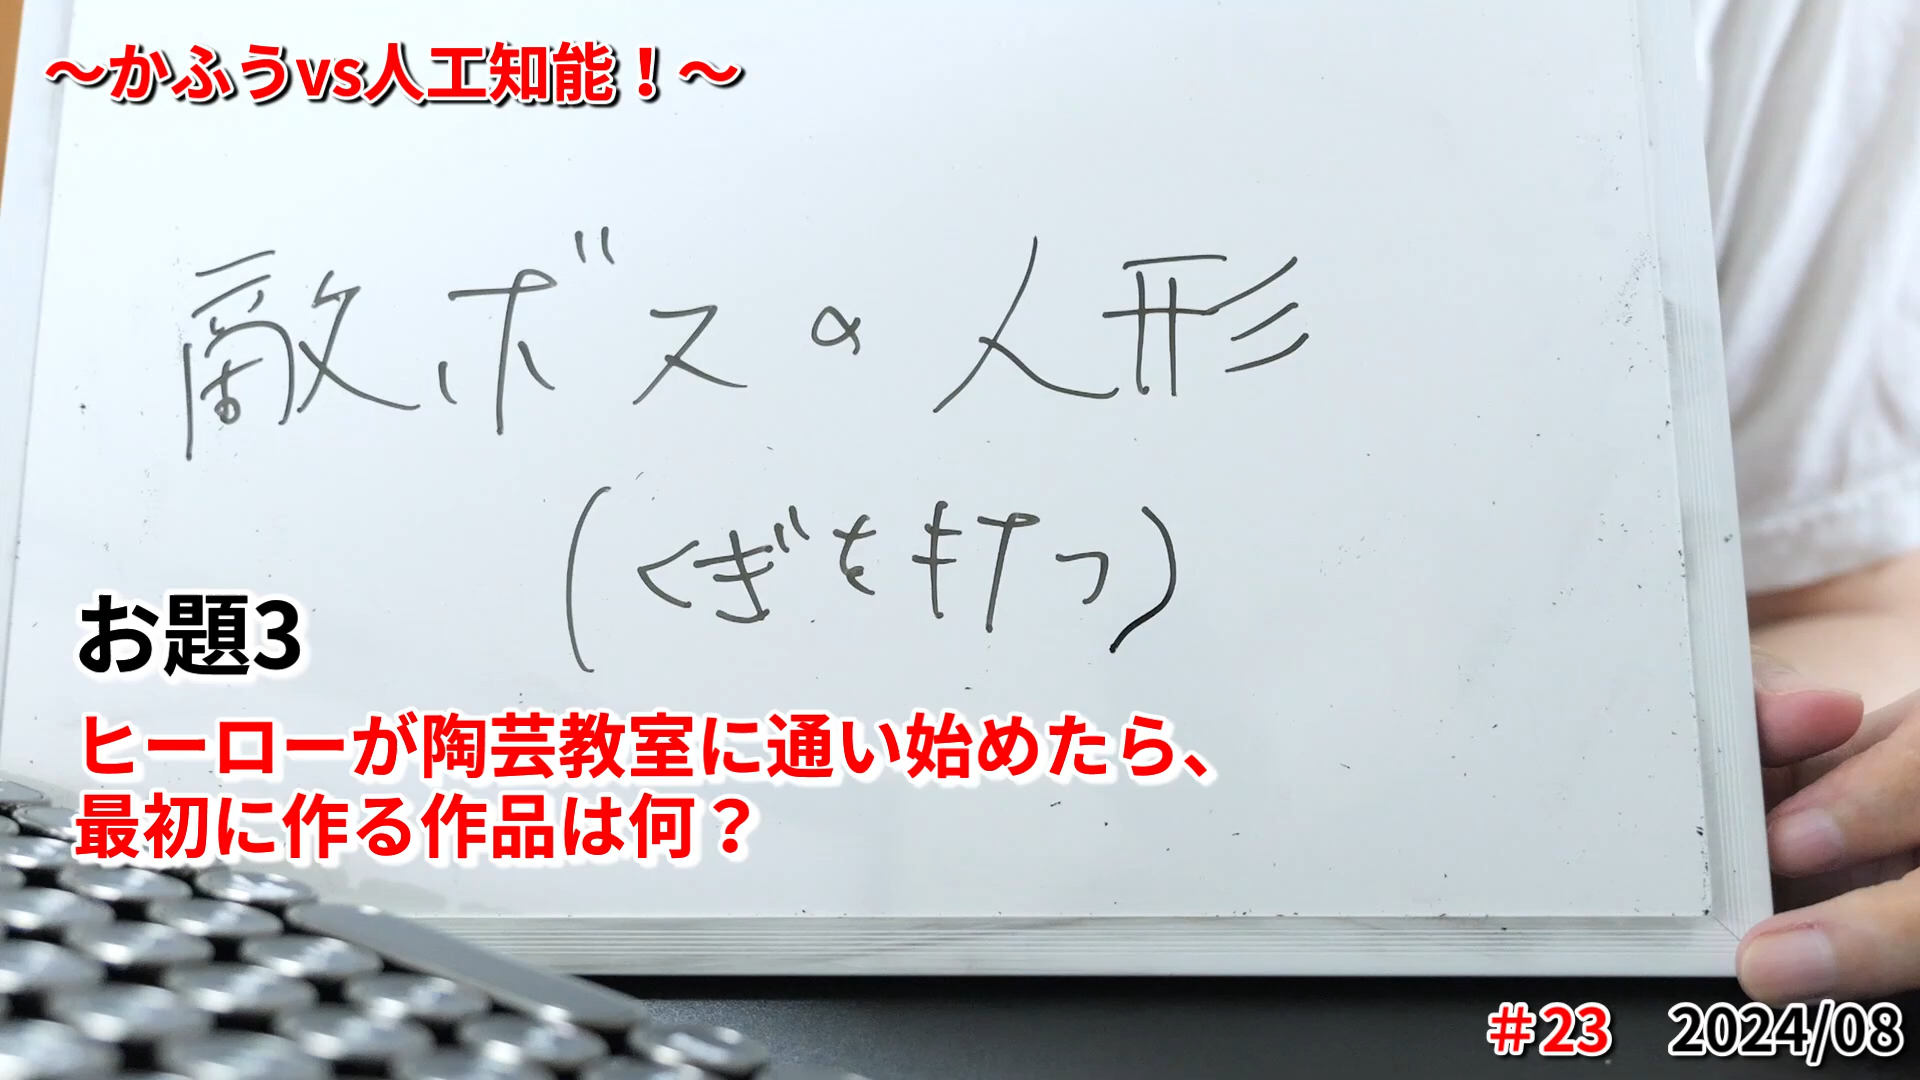 ～かふうvs人工知能！～
敵ボスの人形
(くぎを打つ)
お題3
ヒーローが陶芸教室に通い始めたら、
最初に作る作品は何？
＃23 2024/08